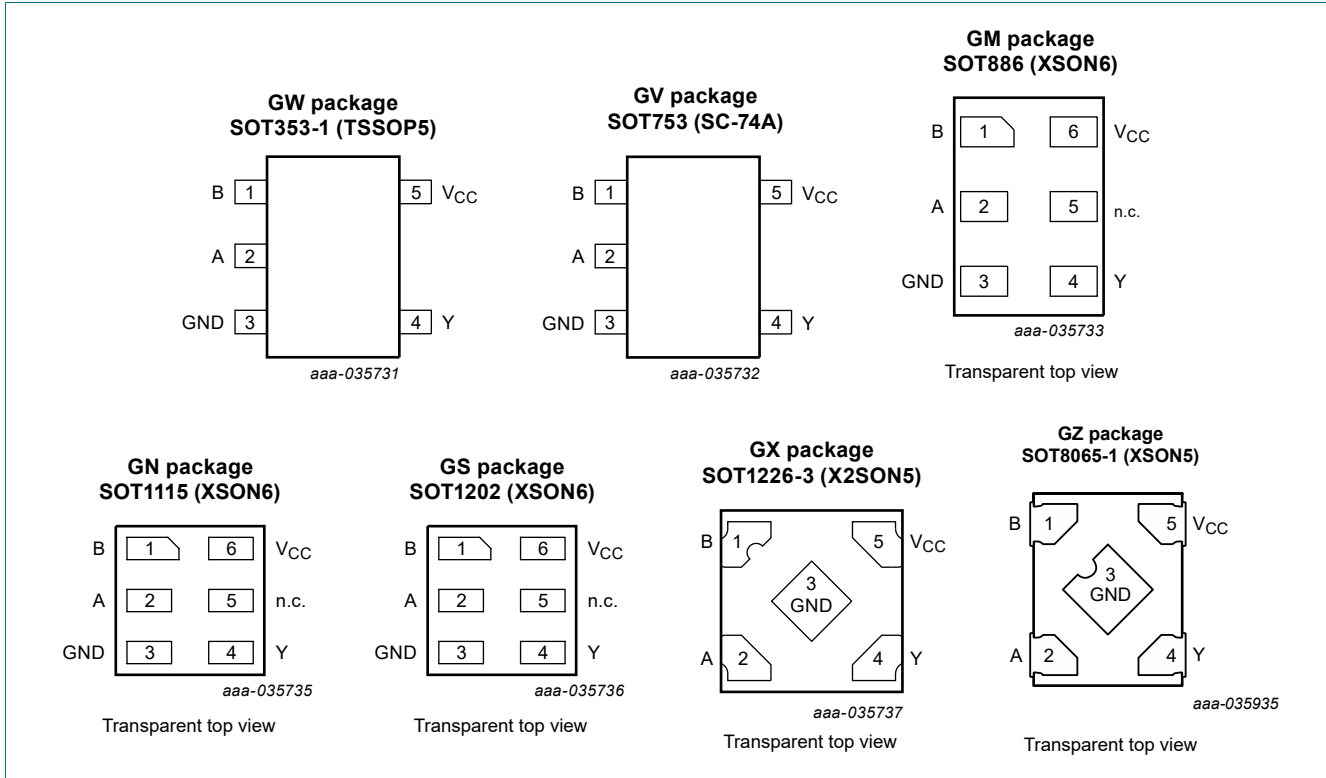 GW package
SOT353-1 (TSSOP5)
B 1
5 VCC
A 2
GND 3
4 Y
aaa-035731
GV package
SOT753 (SC-74A)
B 1
5 VCC
A 2
GND 3
4 Y
aaa-035732
GM package
SOT886 (XSON6)
B 1 6 VCC
A 2 5 n.c.
GND 3 4 Y
aaa-035733
Transparent top view
GN package
SOT1115 (XSON6)
B 1 6 VCC
A 2 5 n.c.
GND 3 4 Y
aaa-035735
Transparent top view
GS package
SOT1202 (XSON6)
B 1 6 VCC
A 2 5 n.c.
GND 3 4 Y
aaa-035736
Transparent top view
GX package
SOT1226-3 (X2SON5)
B 1 5 VCC
3
GND
A 2 4 Y
aaa-035737
Transparent top view
GZ package
SOT8065-1 (XSON5)
B 1 5 VCC
3
GND
A 2 4 Y
aaa-035935
Transparent top view